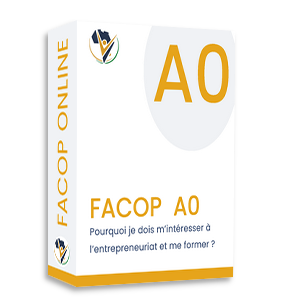 FACOP ONLINE
A0
FACOP A0
Pourquoi je dois m'intéresser à
l'entrepreneuriat et me former ?